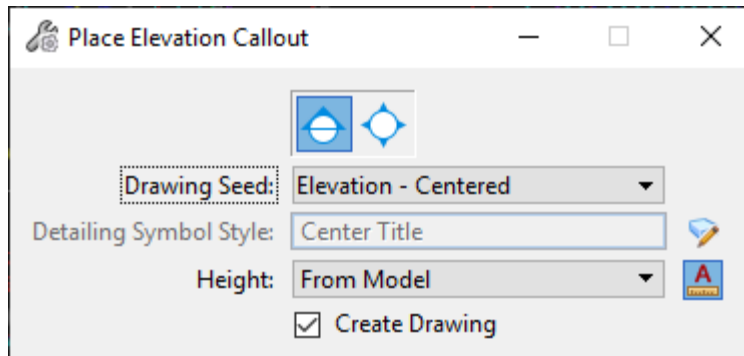 Place Elevation Callout
Drawing Seed: Elevation - Centered
Detailing Symbol Style: Center Title
Height: From Model
A
Create Drawing